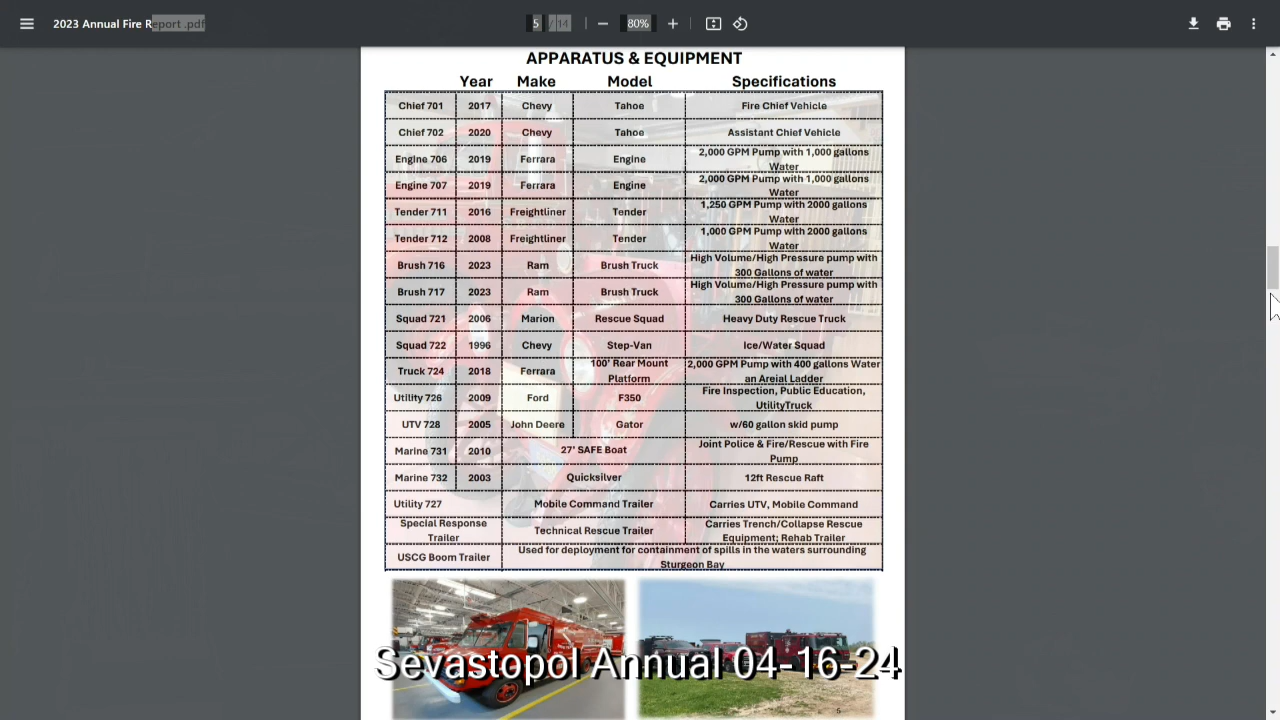 2023 Annual Fire Report .pdf
5 / 14
80%
APPARATUS & EQUIPMENT
Year Make Model Specifications
Chief 701 2017 Chevy Tahoe Fire Chief Vehicle
Chief 702 2020 Chevy Tahoe Assistant Chief Vehicle
Engine 706 2019 Ferrara Engine 2,000 GPM Pump with 1,000 gallons
Water
Engine 707 2019 Ferrara Engine 2,000 GPM Pump with 1,000 gallons
Water
Tender 711 2016 Freightliner Tender 1,250 GPM Pump with 2000 gallons
Water
Tender 712 2008 Freightliner Tender 1,000 GPM Pump with 2000 gallons
Water
Brush 716 2023 Ram Brush Truck High Volume/High Pressure pump with
300 Gallons of water
Brush 717 2023 Ram Brush Truck High Volume/High Pressure pump with
300 Gallons of water
Squad 721 2006 Marion Rescue Squad Heavy Duty Rescue Truck
Squad 722 1996 Chevy Step-Van Ice/Water Squad
Truck 724 2018 Ferrara 100' Rear Mount 2,000 GPM Pump with 400 gallons Water
Platform an Areial Ladder
Utility 726 2009 Ford F350 Fire Inspection, Public Education,
UtilityTruck
UTV 728 2005 John Deere Gator w/60 gallon skid pump
Marine 731 2010 27' SAFE Boat Joint Police & Fire/Rescue with Fire
Pump
Marine 732 2003 Quicksilver 12ft Rescue Raft
Utility 727 Mobile Command Trailer Carries UTV, Mobile Command
Special Response Technical Rescue Trailer Carries Trench/Collapse Rescue
Trailer Equipment; Rehab Trailer
USCG Boom Trailer Used for deployment for containment of spills in the waters surrounding
Sturgeon Bay
Sevastopol Annual 04-16-24
5